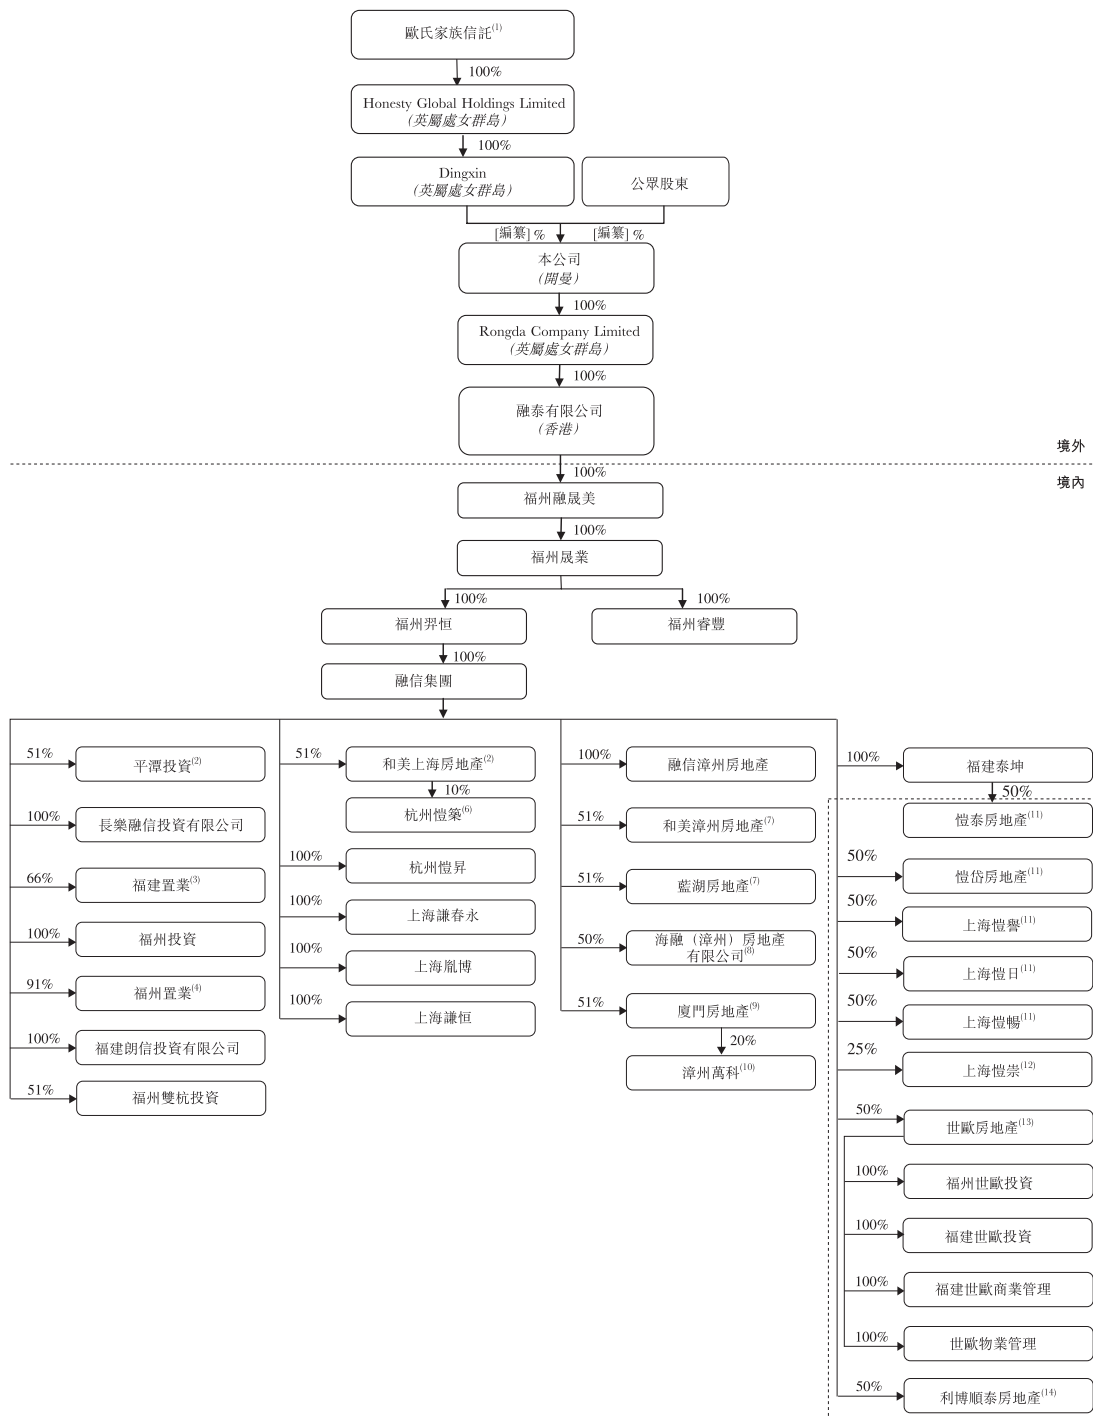 歐氏家族信託(1)
100%
Honesty Global Holdings Limited
(英屬處女群島)
100%
Dingxin
(英屬處女群島)
公眾股東
[編纂] %
[編纂] %
本公司
(開曼)
100%
Rongda Company Limited
(英屬處女群島)
100%
融泰有限公司
(香港)
境外
100%
境內
福州融晟美
100%
福州晟業
100%
100%
福州羿恒
福州睿豐
100%
融信集團
51%
平潭投資(2)
100%
長樂融信投資有限公司
66%
福建置業(3)
100%
福州投資
91%
福州置業(4)
100%
福建朗信投資有限公司
51%
福州雙杭投資
51%
和美上海房地產(2)
10%
杭州愷築(6)
100%
杭州愷昇
100%
上海謙春永
100%
上海胤博
100%
上海謙恒
100%
融信漳州房地產
51%
和美漳州房地產(7)
51%
藍湖房地產(7)
50%
海融（漳州）房地產
有限公司(8)
51%
廈門房地產(9)
20%
漳州萬科(10)
100%
福建泰坤
50%
愷泰房地產(11)
50%
愷岱房地產(11)
50%
上海愷譽(11)
50%
上海愷日(11)
50%
上海愷暢(11)
25%
上海愷崇(12)
50%
世歐房地產(13)
100%
福州世歐投資
100%
福建世歐投資
100%
福建世歐商業管理
100%
世歐物業管理
50%
利博順泰房地產(14)